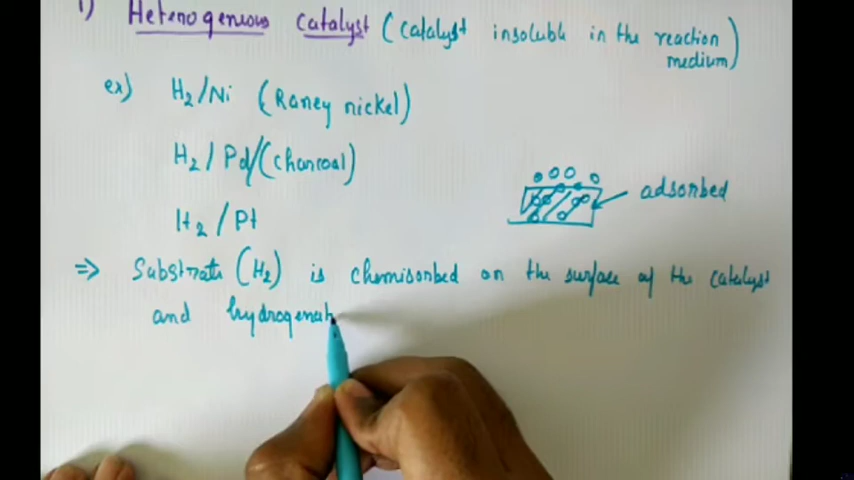 1) Heterogenious catalyst (catalyst insoluble in the reaction
medium)
ex) H2/Ni (Raney nickel)
H2/Pd/(charcoal)
H2/Pt
adsorbed
⇒ Substrate (H2) is chemisorbed on the surface of the catalyst
and hydrogenat